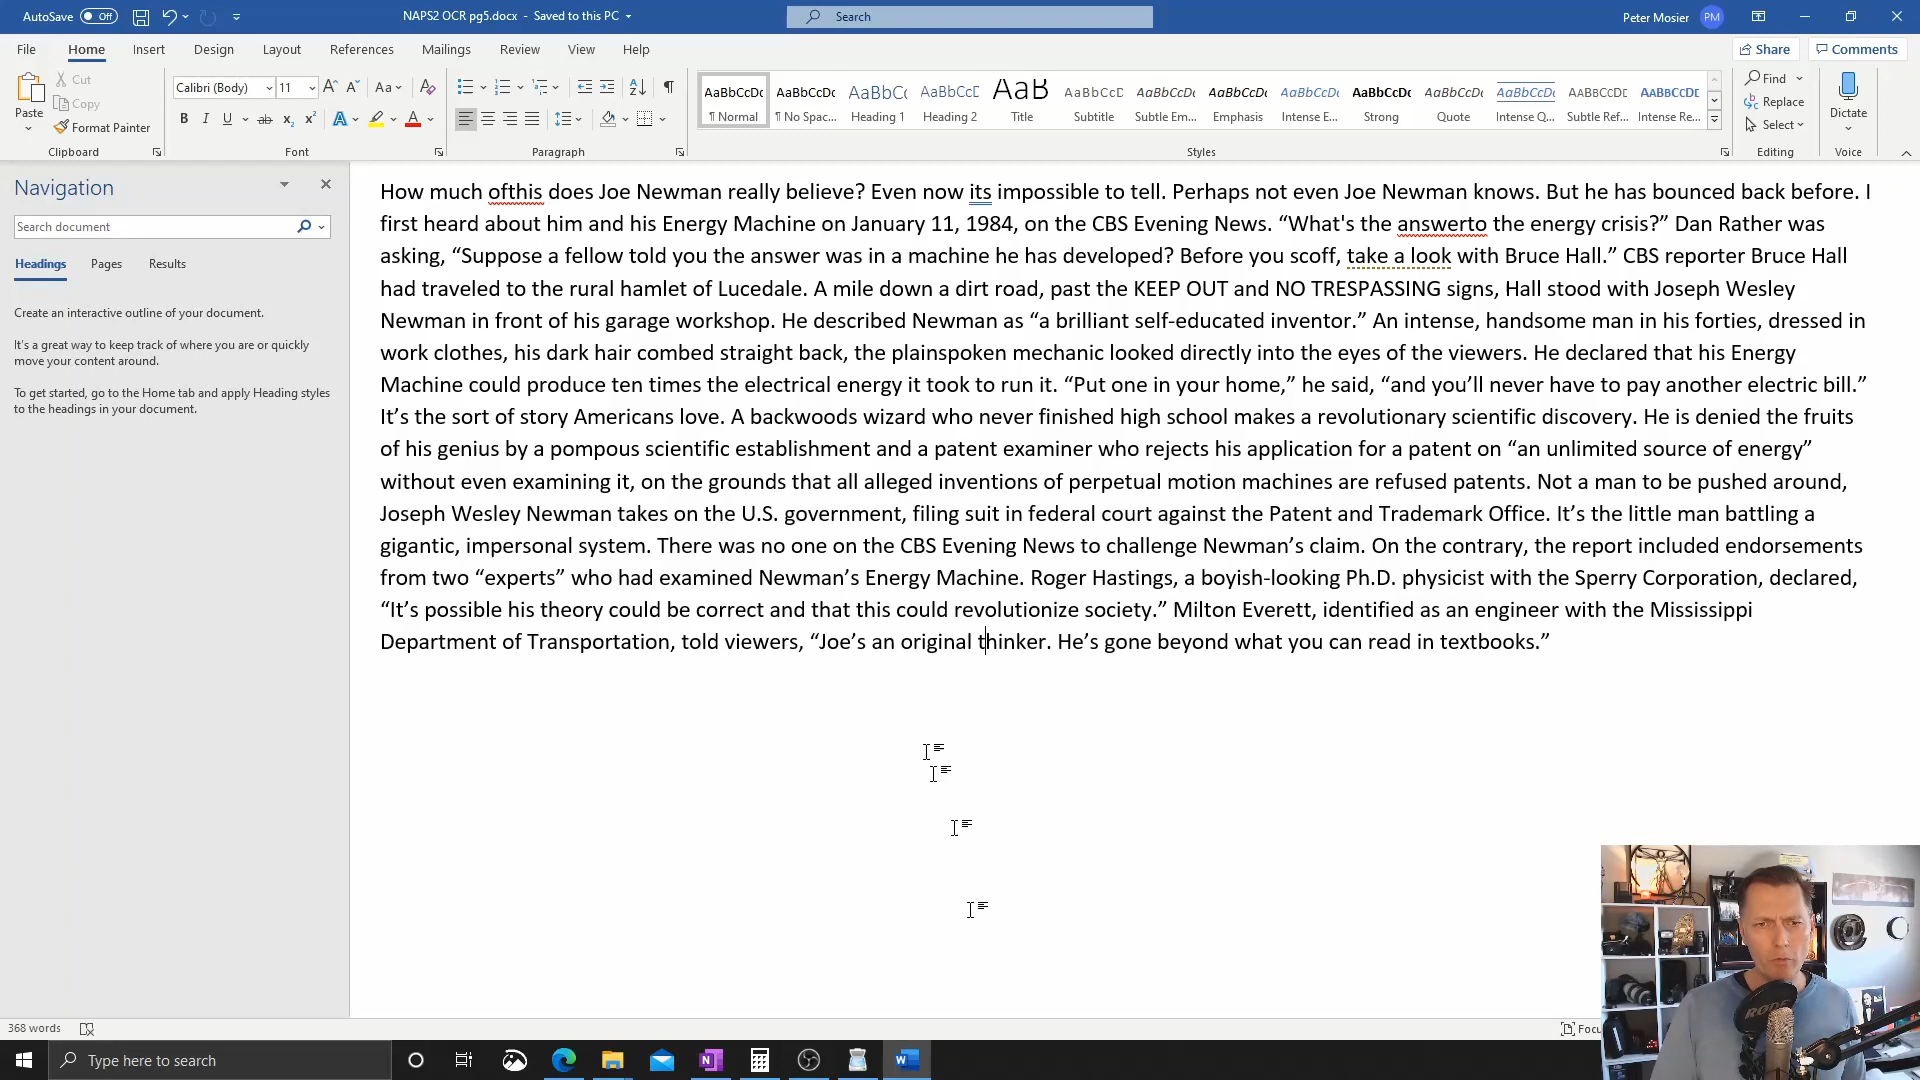 AutoSave Off NAPS2 OCR pg5.docx - Saved to this PC Search Peter Mosier PM
File Home Insert Design Layout References Mailings Review View Help Share Comments
Paste Cut Copy Format Painter Clipboard
Calibri (Body) 11 Aa Font
Paragraph
AaBbCcDc AaBbCcDc AaBbC AaBbCcC AaB AaBbCcD AaBbCcDc AaBbCcDc AaBbCcDc AaBbCcDc AaBbCcDc AaBbCcDc AaBbCcDc AaBbCcDc
¶ Normal ¶ No Spac... Heading 1 Heading 2 Title Subtitle Subtle Em... Emphasis Intense E... Strong Quote Intense Q... Subtle Ref... Intense Re...
Styles
Find Replace Select Editing
Dictate Voice
Navigation
Search document
Headings Pages Results
Create an interactive outline of your document.
It's a great way to keep track of where you are or quickly
move your content around.
To get started, go to the Home tab and apply Heading styles
to the headings in your document.
How much ofthis does Joe Newman really believe? Even now its impossible to tell. Perhaps not even Joe Newman knows. But he has bounced back before. I
first heard about him and his Energy Machine on January 11, 1984, on the CBS Evening News. “What's the answerto the energy crisis?” Dan Rather was
asking, “Suppose a fellow told you the answer was in a machine he has developed? Before you scoff, take a look with Bruce Hall.” CBS reporter Bruce Hall
had traveled to the rural hamlet of Lucedale. A mile down a dirt road, past the KEEP OUT and NO TRESPASSING signs, Hall stood with Joseph Wesley
Newman in front of his garage workshop. He described Newman as “a brilliant self-educated inventor.” An intense, handsome man in his forties, dressed in
work clothes, his dark hair combed straight back, the plainspoken mechanic looked directly into the eyes of the viewers. He declared that his Energy
Machine could produce ten times the electrical energy it took to run it. “Put one in your home,” he said, “and you’ll never have to pay another electric bill.”
It’s the sort of story Americans love. A backwoods wizard who never finished high school makes a revolutionary scientific discovery. He is denied the fruits
of his genius by a pompous scientific establishment and a patent examiner who rejects his application for a patent on “an unlimited source of energy”
without even examining it, on the grounds that all alleged inventions of perpetual motion machines are refused patents. Not a man to be pushed around,
Joseph Wesley Newman takes on the U.S. government, filing suit in federal court against the Patent and Trademark Office. It’s the little man battling a
gigantic, impersonal system. There was no one on the CBS Evening News to challenge Newman’s claim. On the contrary, the report included endorsements
from two “experts” who had examined Newman’s Energy Machine. Roger Hastings, a boyish-looking Ph.D. physicist with the Sperry Corporation, declared,
“It’s possible his theory could be correct and that this could revolutionize society.” Milton Everett, identified as an engineer with the Mississippi
Department of Transportation, told viewers, “Joe’s an original thinker. He’s gone beyond what you can read in textbooks.”
RODE
368 words Focu
Type here to search